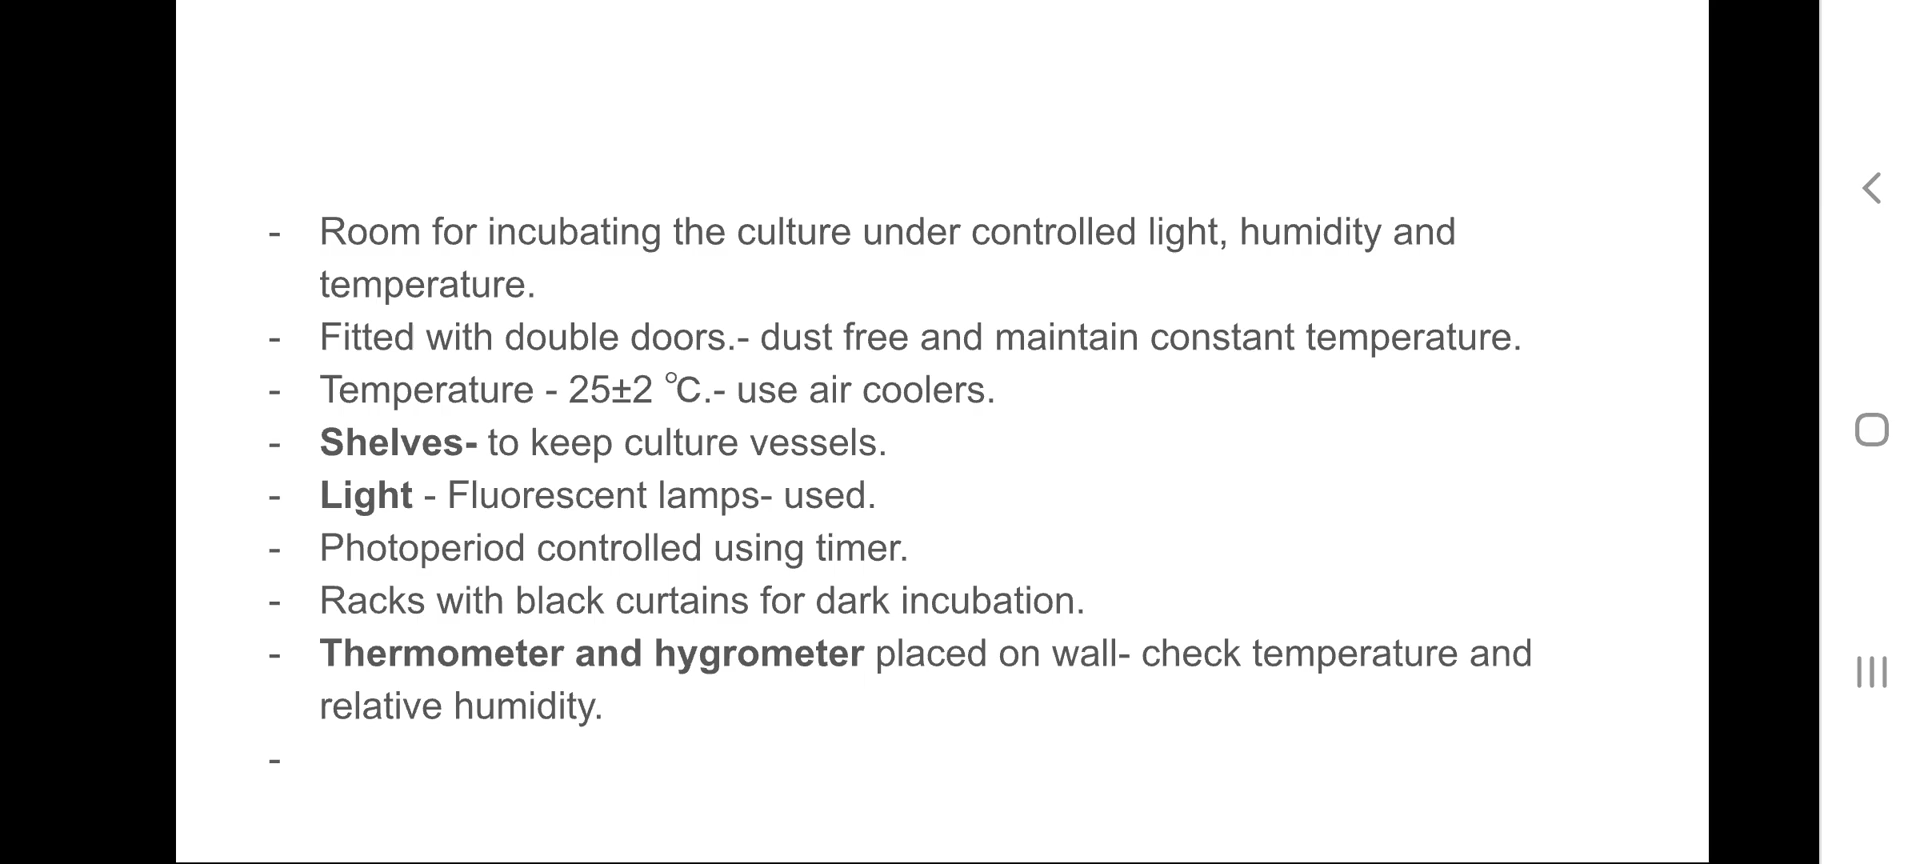 - Room for incubating the culture under controlled light, humidity and
temperature.
- Fitted with double doors.- dust free and maintain constant temperature.
- Temperature - 25±2 ℃.- use air coolers.
- Shelves- to keep culture vessels.
- Light - Fluorescent lamps- used.
- Photoperiod controlled using timer.
- Racks with black curtains for dark incubation.
- Thermometer and hygrometer placed on wall- check temperature and
relative humidity.
-